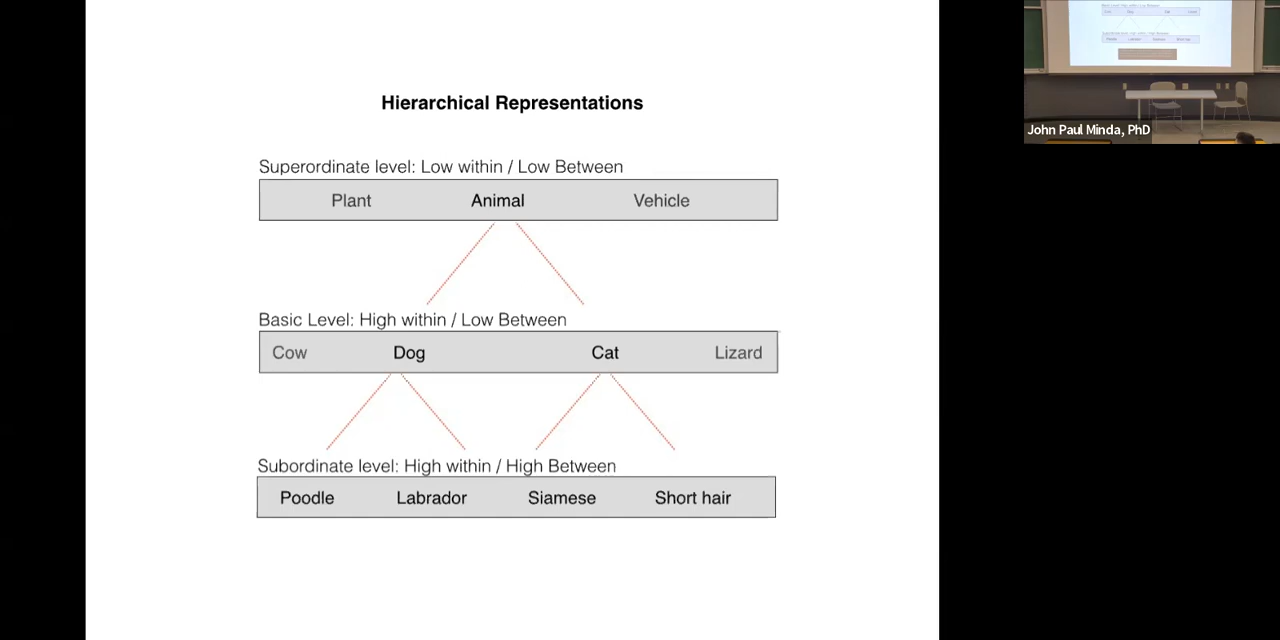 Hierarchical Representations
Superordinate level: Low within / Low Between
Plant Animal Vehicle
Basic Level: High within / Low Between
Cow Dog Cat Lizard
Subordinate level: High within / High Between
Poodle Labrador Siamese Short hair
John Paul Minda, PhD